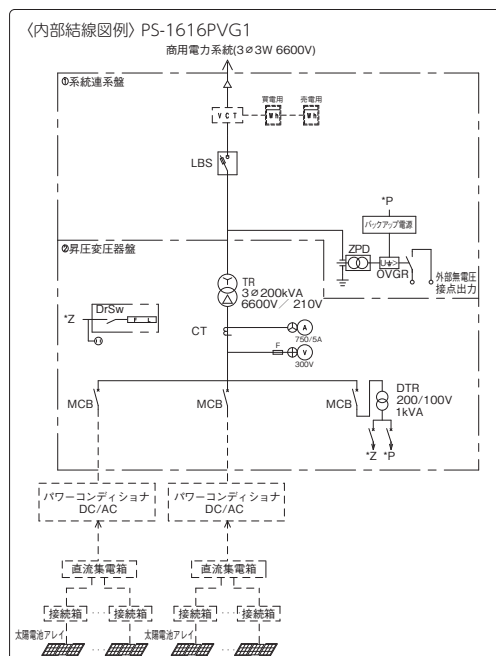 〈内部結線図例〉 PS-1616PVG1
商用電力系統(3⌀3W 6600V)
①系統連系盤
買電用
売電用
VCT
Wh
Wh
LBS
*P
バックアップ電源
②昇圧変圧器盤
ZPD
U⏚>
OVGR
外部無電圧
接点出力
TR
3⌀200kVA
6600V/ 210V
DrSw
*Z
F L
CT
A
750/5A
F
V
300V
MCB
MCB
MCB
DTR
200/100V
1kVA
*Z
*P
パワーコンディショナ
DC/AC
パワーコンディショナ
DC/AC
直流集電箱
直流集電箱
接続箱
接続箱
接続箱
接続箱
太陽電池アレイ
太陽電池アレイ